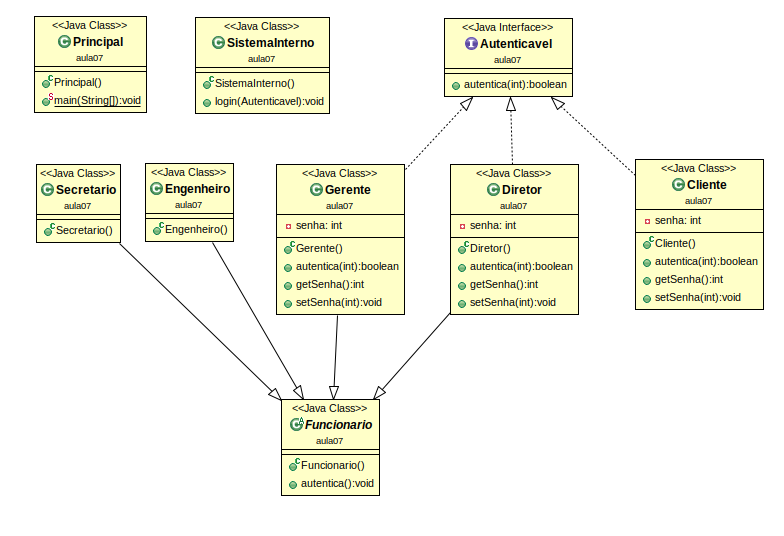 <<Java Class>>
Principal
aula07
Principal()
main(String[]):void
<<Java Class>>
SistemaInterno
aula07
SistemaInterno()
login(Autenticavel):void
<<Java Interface>>
Autenticavel
aula07
autentica(int):boolean
<<Java Class>>
Secretario
aula07
Secretario()
<<Java Class>>
Engenheiro
aula07
Engenheiro()
<<Java Class>>
Gerente
aula07
senha: int
Gerente()
autentica(int):boolean
getSenha():int
setSenha(int):void
<<Java Class>>
Diretor
aula07
senha: int
Diretor()
autentica(int):boolean
getSenha():int
setSenha(int):void
<<Java Class>>
Cliente
aula07
senha: int
Cliente()
autentica(int):boolean
getSenha():int
setSenha(int):void
<<Java Class>>
Funcionario
aula07
Funcionario()
autentica():void